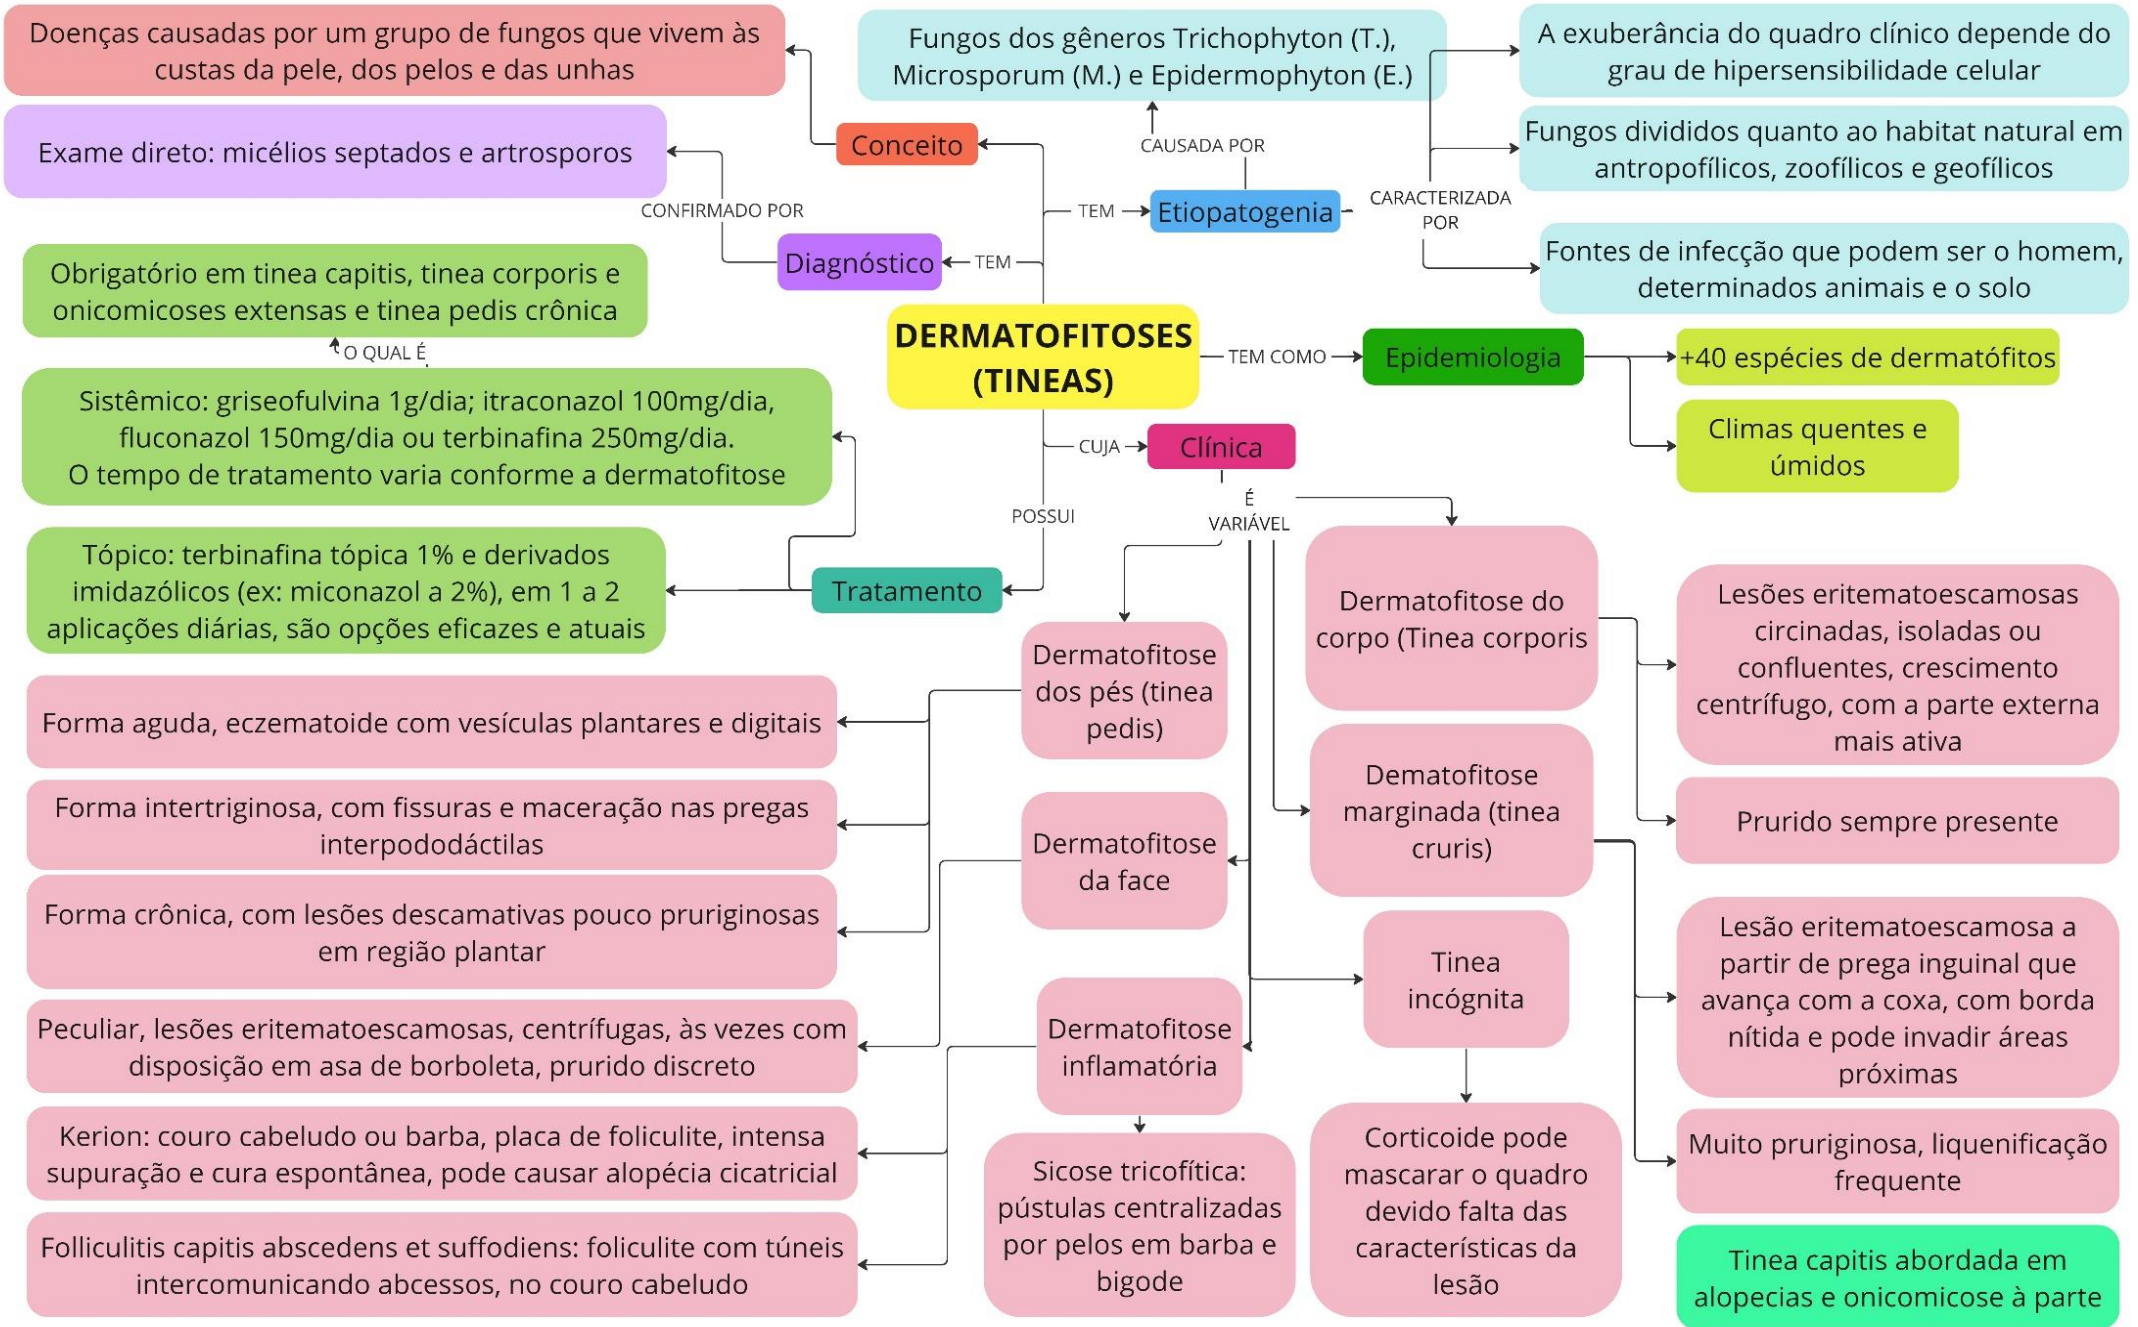 Doenças causadas por um grupo de fungos que vivem às
custas da pele, dos pelos e das unhas
Fungos dos gêneros Trichophyton (T.),
Microsporum (M.) e Epidermophyton (E.)
A exuberância do quadro clínico depende do
grau de hipersensibilidade celular
Exame direto: micélios septados e artrosporos
Conceito
CAUSADA POR
Fungos divididos quanto ao habitat natural em
antropofílicos, zoofílicos e geofílicos
CONFIRMADO POR
TEM
Etiopatogenia
CARACTERIZADA
POR
Diagnóstico
TEM
Fontes de infecção que podem ser o homem,
determinados animais e o solo
Obrigatório em tinea capitis, tinea corporis e
onicomicoses extensas e tinea pedis crônica
O QUAL É
DERMATOFITOSES
(TINEAS)
TEM COMO
Epidemiologia
+40 espécies de dermatófitos
Climas quentes e
úmidos
Sistêmico: griseofulvina 1g/dia; itraconazol 100mg/dia,
fluconazol 150mg/dia ou terbinafina 250mg/dia.
O tempo de tratamento varia conforme a dermatofitose
CUJA
Clínica
É
VARIÁVEL
POSSUI
Tópico: terbinafina tópica 1% e derivados
imidazólicos (ex: miconazol a 2%), em 1 a 2
aplicações diárias, são opções eficazes e atuais
Tratamento
Dermatofitose do
corpo (Tinea corporis
Lesões eritematoescamosas
circinadas, isoladas ou
confluentes, crescimento
centrífugo, com a parte externa
mais ativa
Dermatofitose
dos pés (tinea
pedis)
Forma aguda, eczematoide com vesículas plantares e digitais
Dematofitose
marginada (tinea
cruris)
Prurido sempre presente
Forma intertriginosa, com fissuras e maceração nas pregas
interpododáctilas
Dermatofitose
da face
Forma crônica, com lesões descamativas pouco pruriginosas
em região plantar
Tinea
incógnita
Lesão eritematoescamosa a
partir de prega inguinal que
avança com a coxa, com borda
nítida e pode invadir áreas
próximas
Peculiar, lesões eritematoescamosas, centrífugas, às vezes com
disposição em asa de borboleta, prurido discreto
Dermatofitose
inflamatória
Kerion: couro cabeludo ou barba, placa de foliculite, intensa
supuração e cura espontânea, pode causar alopécia cicatricial
Sicose tricofítica:
pústulas centralizadas
por pelos em barba e
bigode
Corticoide pode
mascarar o quadro
devido falta das
características da
lesão
Muito pruriginosa, liquenificação
frequente
Folliculitis capitis abscedens et suffodiens: foliculite com túneis
intercomunicando abcessos, no couro cabeludo
Tinea capitis abordada em
alopecias e onicomicose à parte